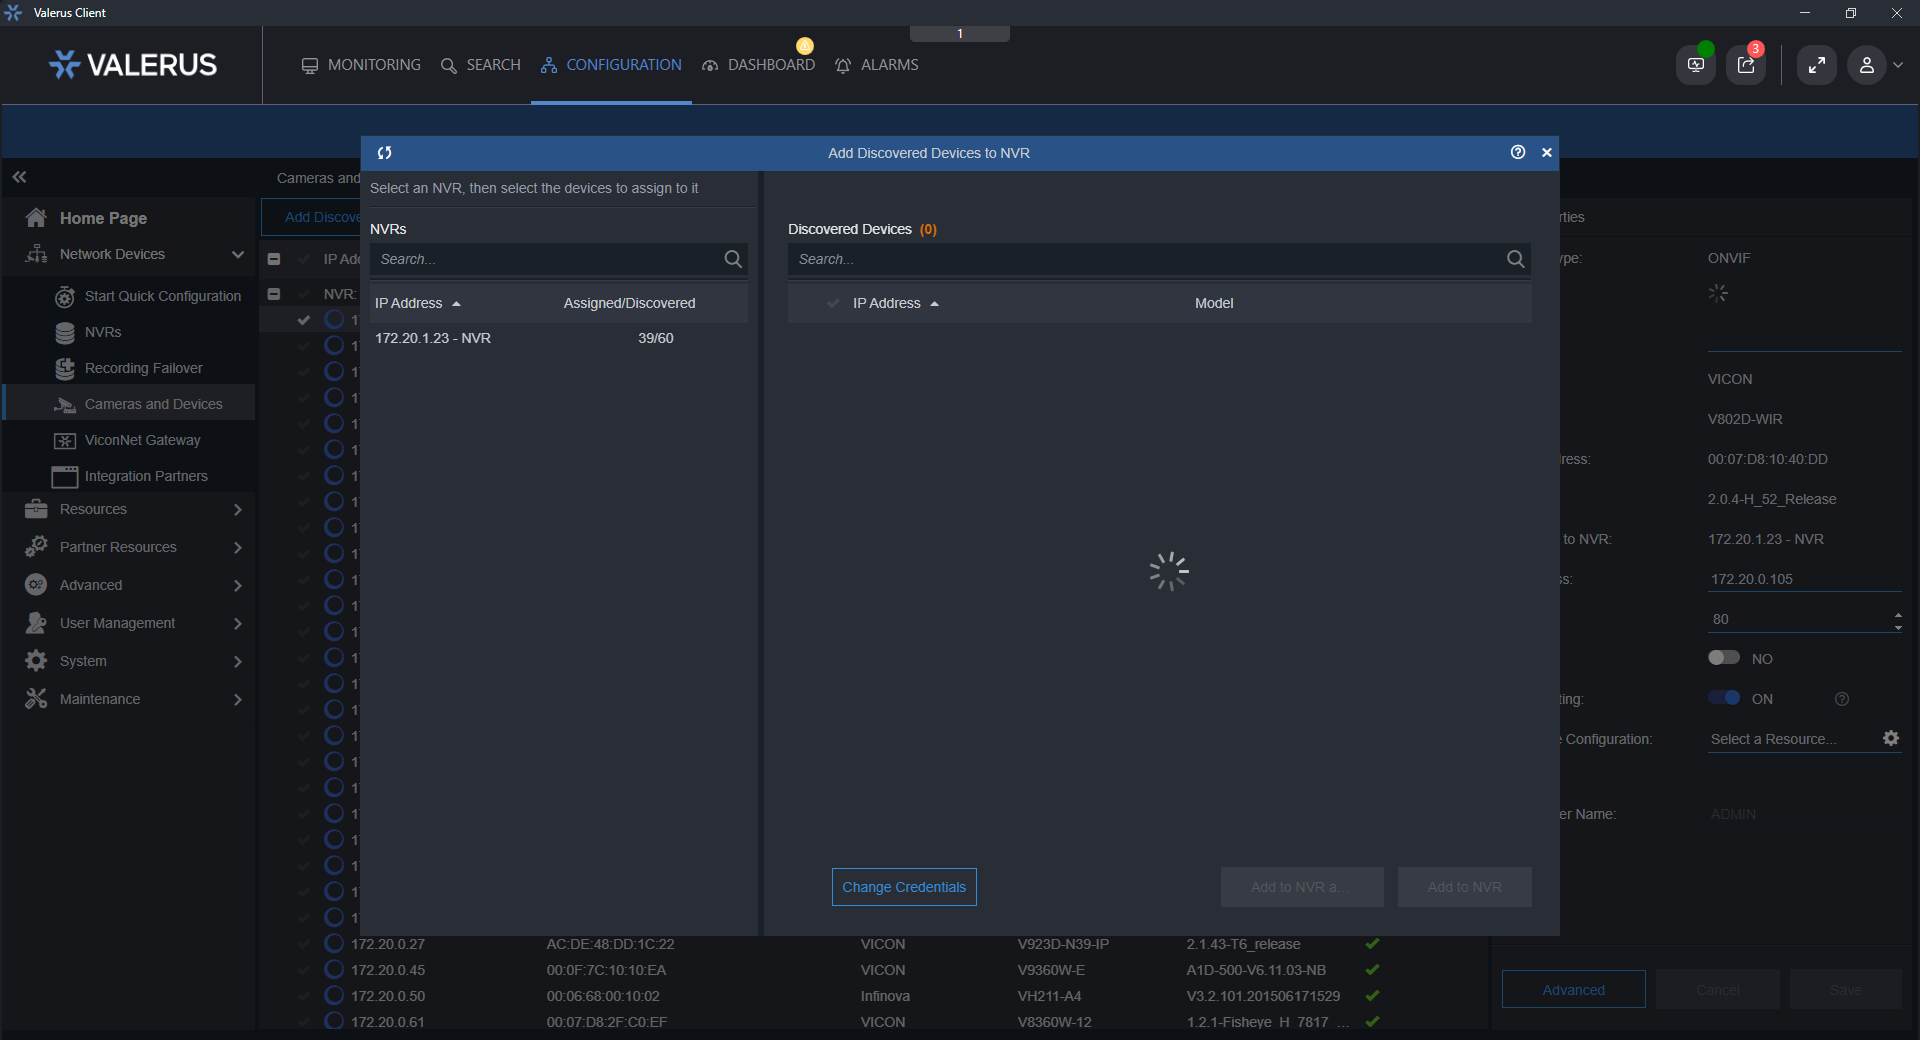 Valerus Client
1
VALERUS
MONITORING
SEARCH
CONFIGURATION
DASHBOARD
ALARMS
3
Add Discovered Devices to NVR
Cameras and
Select an NVR, then select the devices to assign to it
Home Page
Add Discove
rties
NVRs
Discovered Devices (0)
Network Devices
IP Add
Search...
Search...
ype:
ONVIF
Start Quick Configuration
NVR:
IP Address
Assigned/Discovered
IP Address
Model
NVRs
172.20.1.23 - NVR
39/60
Recording Failover
VICON
Cameras and Devices
V802D-WIR
ViconNet Gateway
ress:
00:07:D8:10:40:DD
Integration Partners
2.0.4-H_52_Release
Resources
to NVR:
172.20.1.23 - NVR
Partner Resources
ss:
172.20.0.105
Advanced
80
User Management
NO
System
ting:
ON
Maintenance
e Configuration:
Select a Resource...
er Name:
ADMIN
Change Credentials
Add to NVR a...
Add to NVR
172.20.0.27
AC:DE:48:DD:1C:22
VICON
V923D-N39-IP
2.1.43-T6_release
172.20.0.45
00:0F:7C:10:10:EA
VICON
V9360W-E
A1D-500-V6.11.03-NB
172.20.0.50
00:06:68:00:10:02
Infinova
VH211-A4
V3.2.101.201506171529
172.20.0.61
00:07:D8:2F:C0:EF
VICON
V8360W-12
1.2.1-Fisheye_H_7817 ...
Advanced
Cancel
Save